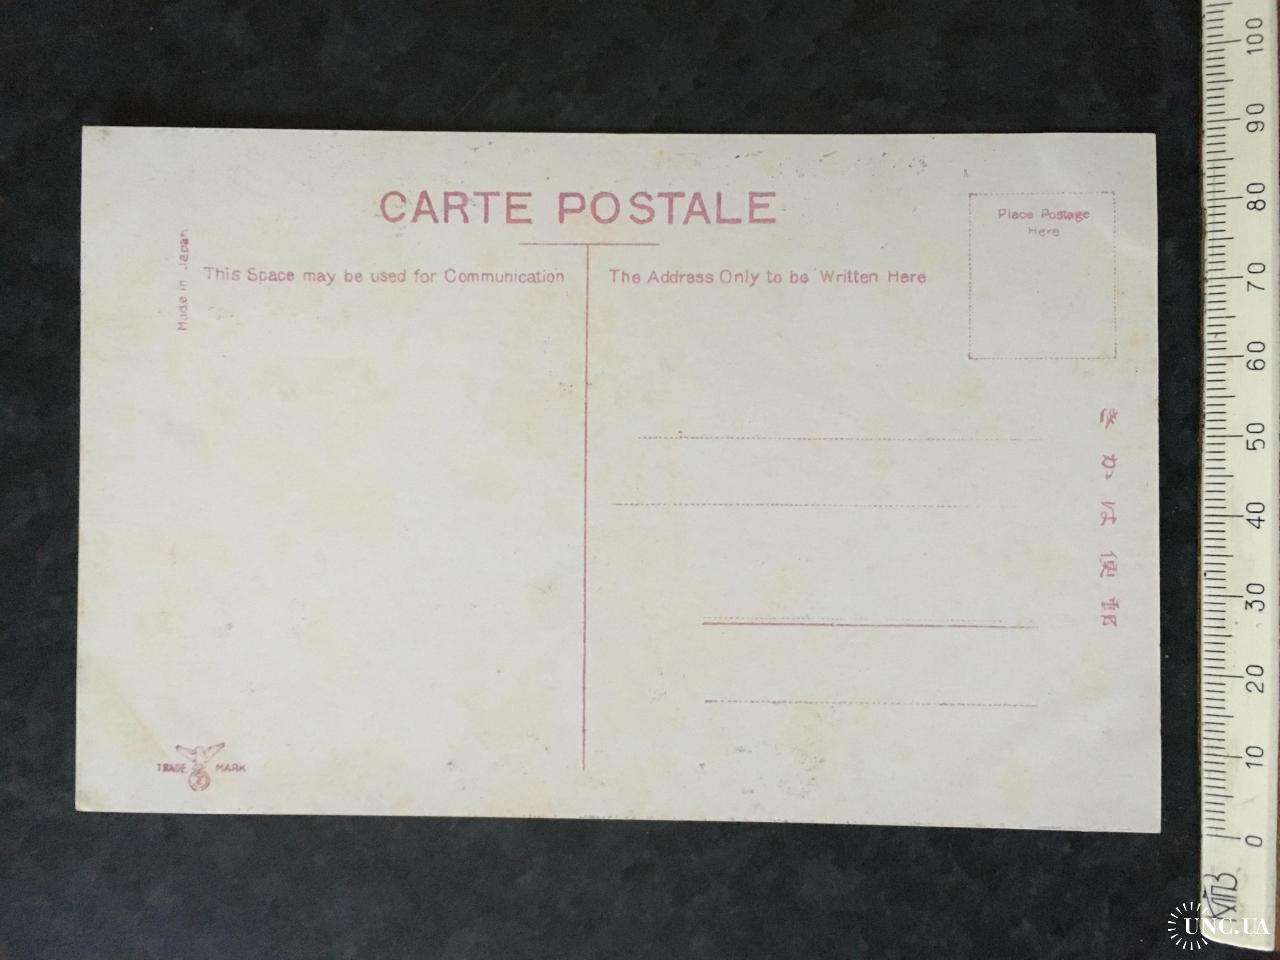 CARTE POSTALE
Place Postage
Here
Made in Japan
This Space may be used for Communication
The Address Only to be Written Here
きかは便郵
TRADE MARK
100
90
80
70
60
50
40
30
20
10
0
UNC.UA